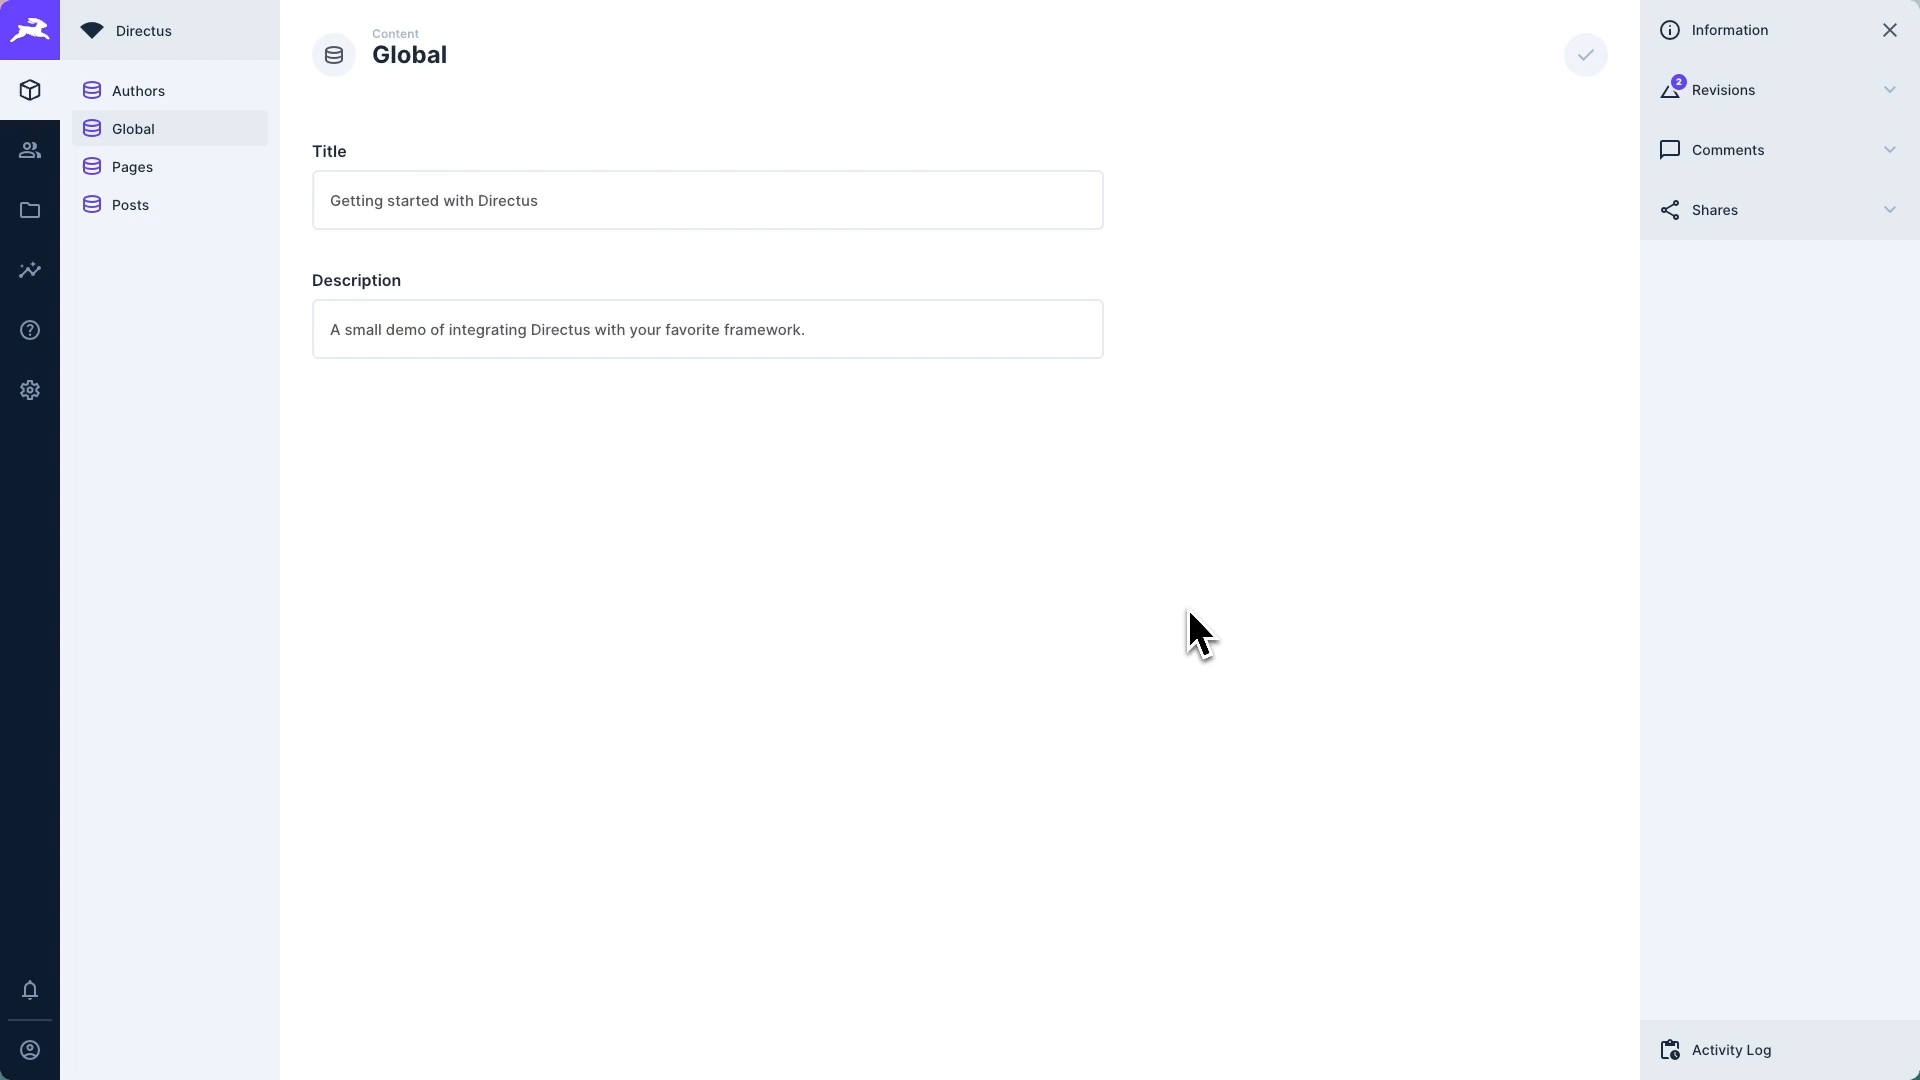 Directus
Authors
Global
Pages
Posts
Content
Global
Title
Getting started with Directus
Description
A small demo of integrating Directus with your favorite framework.
Information
2
Revisions
Comments
Shares
Activity Log